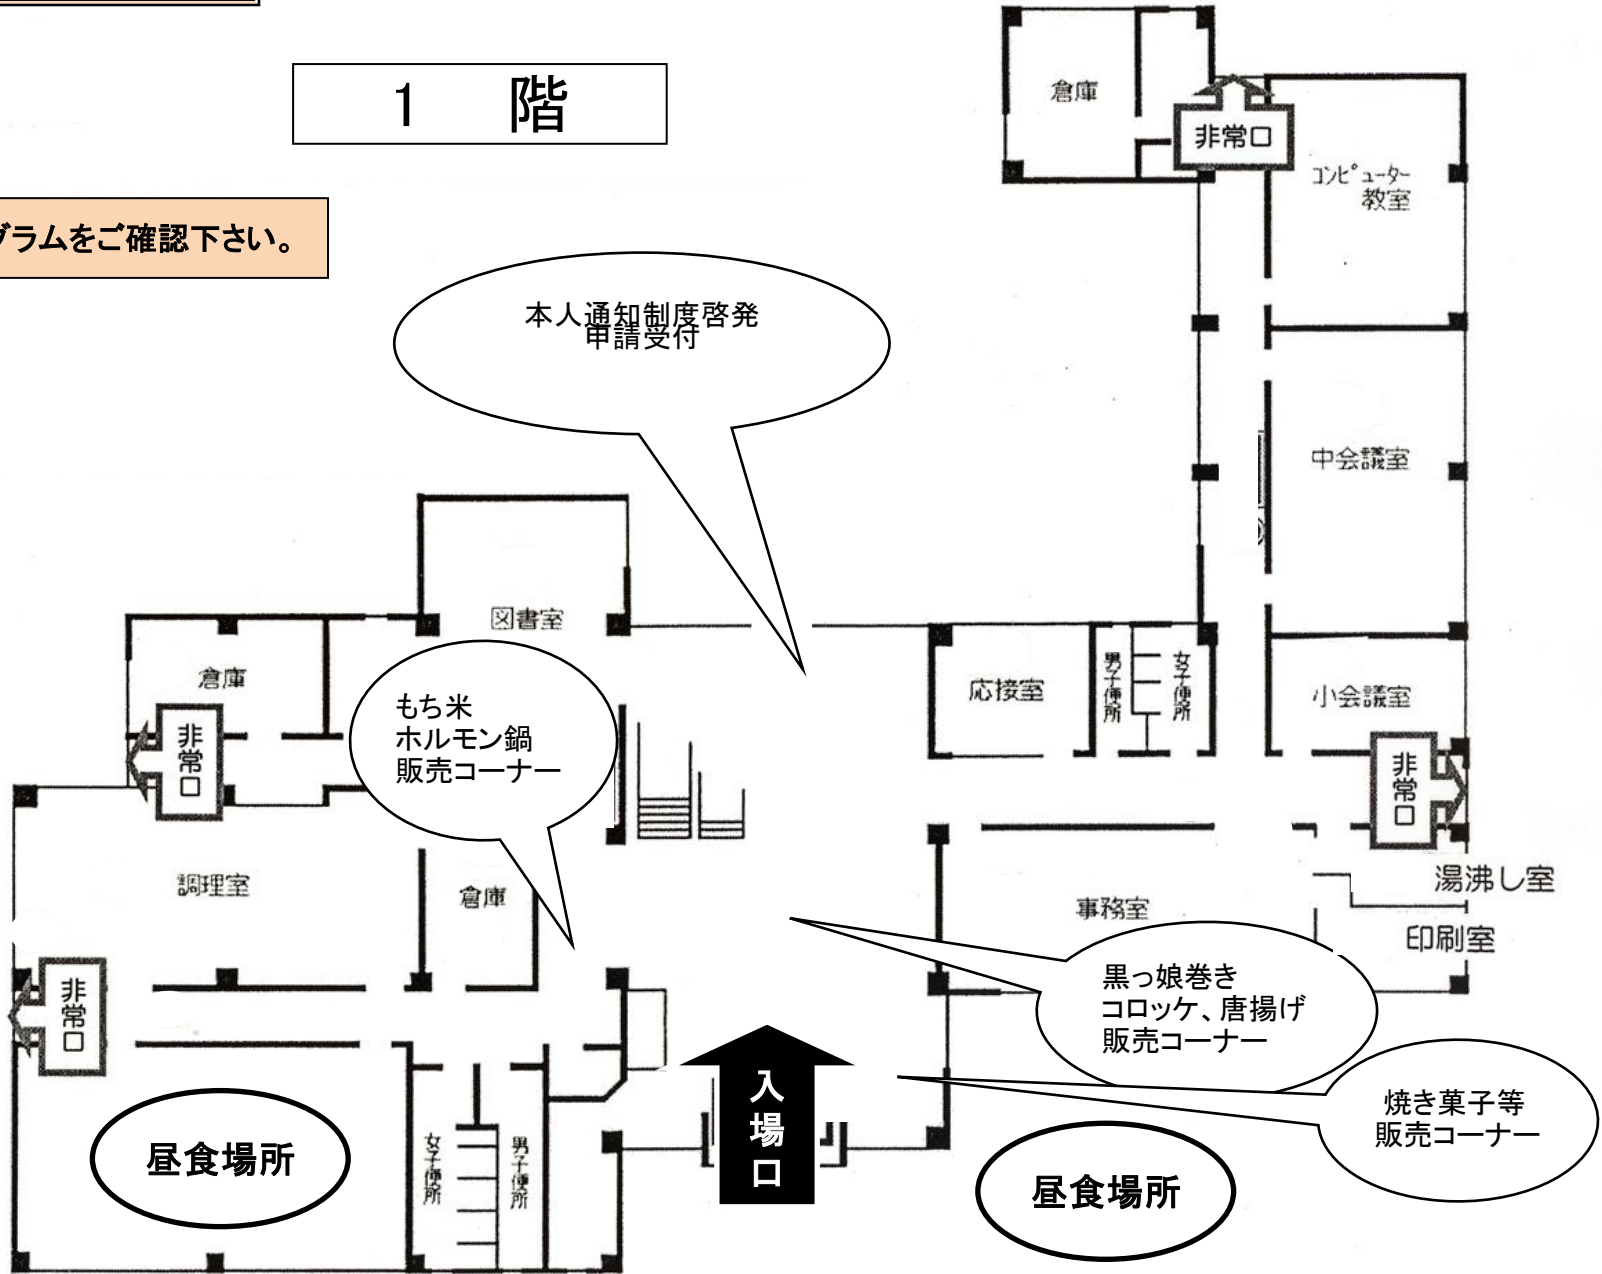 1 階
グラムをご確認下さい。
倉庫
非常口
コンピューター
教室
本人通知制度啓発
申請受付
中会議室
図書室
倉庫
非常口
もち米
ホルモン鍋
販売コーナー
応接室
男子便所
女子便所
小会議室
非常口
調理室
倉庫
事務室
湯沸し室
印刷室
黒っ娘巻き
コロッケ、唐揚げ
販売コーナー
非常口
入場口
焼き菓子等
販売コーナー
昼食場所
女子便所
男子便所
昼食場所